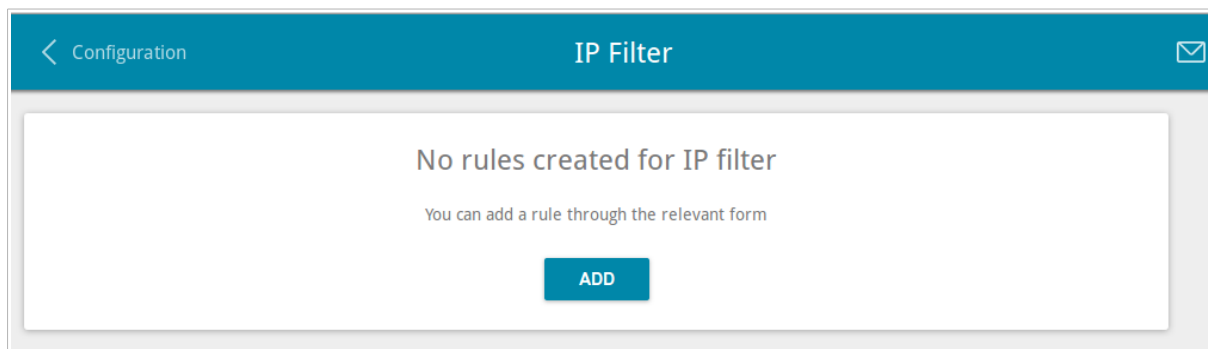 Configuration
IP Filter
No rules created for IP filter
You can add a rule through the relevant form
ADD